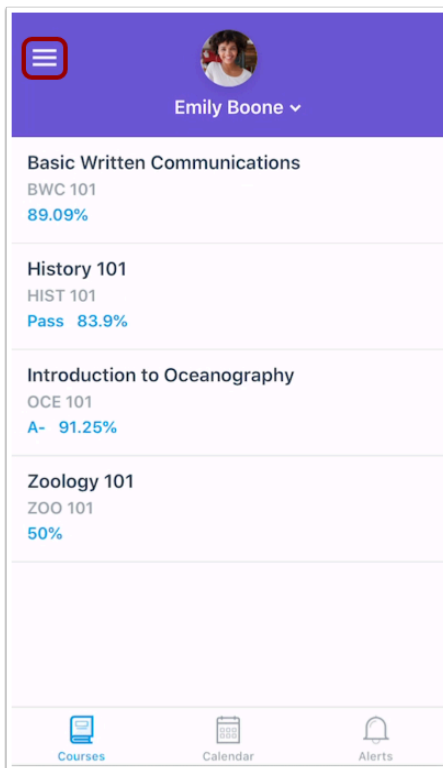 Emily Boone
Basic Written Communications
BWC 101
89.09%
History 101
HIST 101
Pass 83.9%
Introduction to Oceanography
OCE 101
A- 91.25%
Zoology 101
ZOO 101
50%
Courses Calendar Alerts